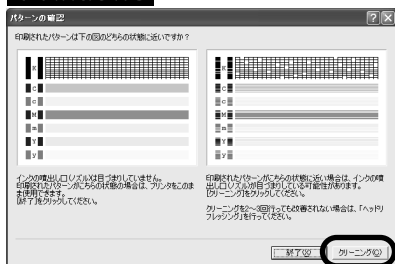 パターンの確認
印刷されたパターンは下の図のどちらの状態に近いですか?
K
C
c
M
m
Y
y
K
C
c
M
m
Y
y
インクの噴出し口(ノズル)は目づまりしていません。
印刷されたパターンがこちらの状態の場合は、プリンタをこのまま使用できます。
[終了]をクリックしてください。
印刷されたパターンがこちらの状態に近い場合は、インクの噴出し口(ノズル)が目づまりしている可能性があります。
[クリーニング]をクリックしてください。
クリーニングを2~3回行っても改善されない場合は、「ヘッドリフレッシング」を行ってください。
終了(Q)
クリーニング(C)